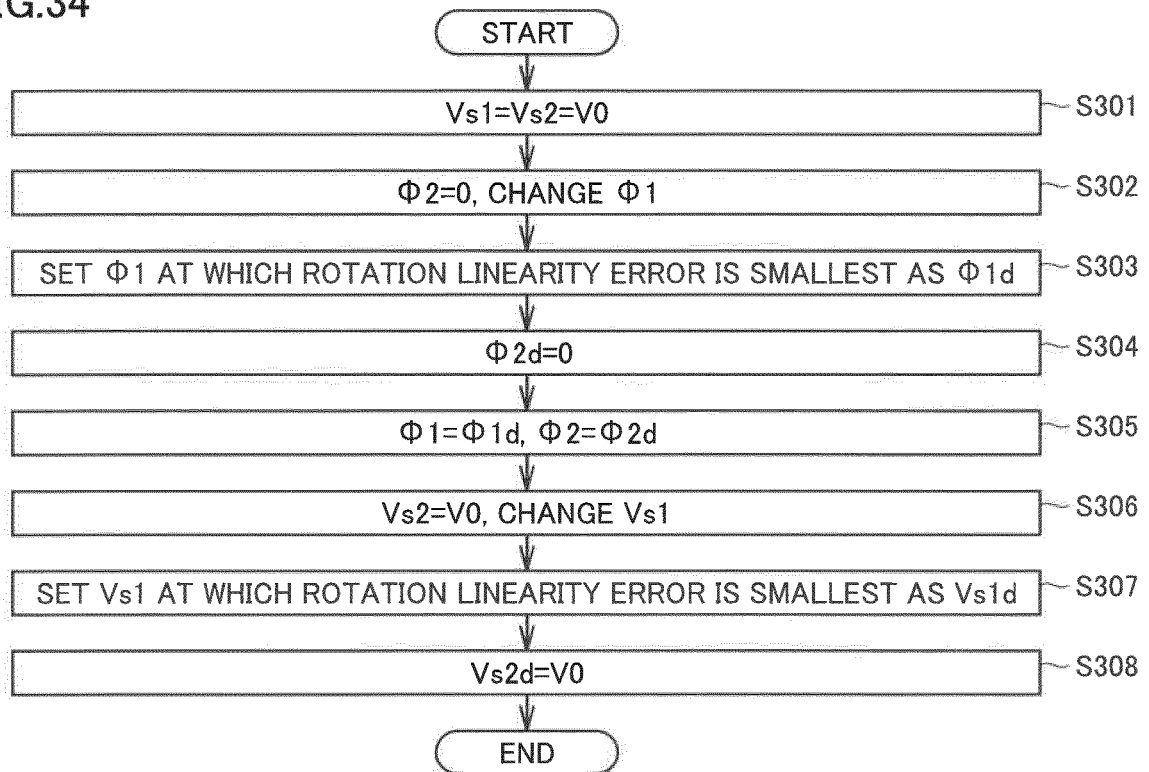 IG.34
START
Vs1=Vs2=V0
S301
Φ2=0, CHANGE Φ1
S302
SET Φ1 AT WHICH ROTATION LINEARITY ERROR IS SMALLEST AS Φ1d
S303
Φ2d=0
S304
Φ1=Φ1d, Φ2=Φ2d
S305
Vs2=V0, CHANGE Vs1
S306
SET Vs1 AT WHICH ROTATION LINEARITY ERROR IS SMALLEST AS Vs1d
S307
Vs2d=V0
S308
END